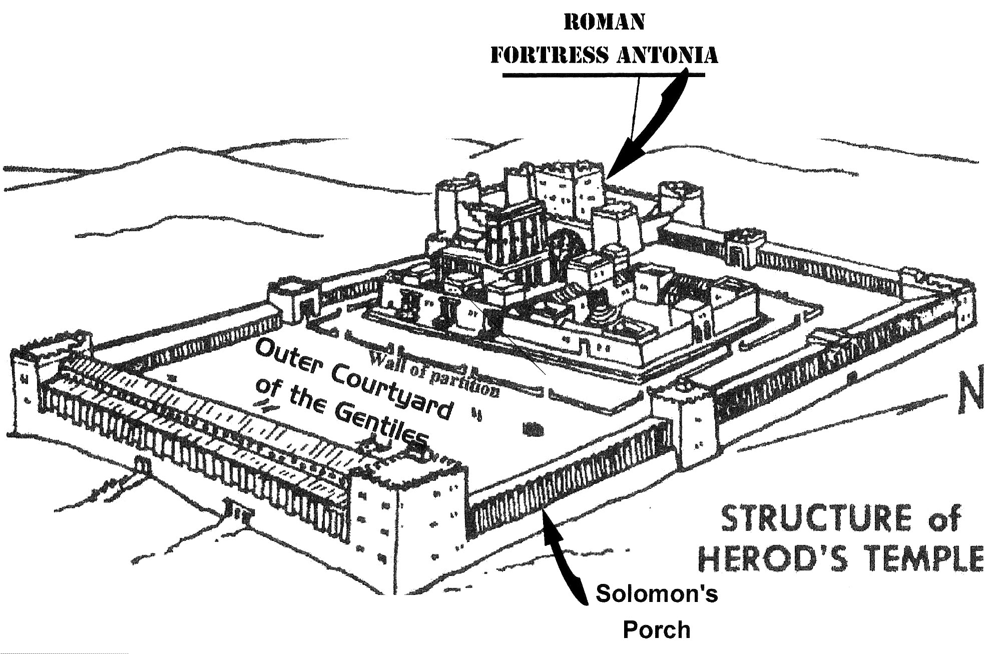 ROMAN
FORTRESS ANTONIA
Outer Courtyard
of the Gentiles
Wall of partition
N
STRUCTURE of
HEROD'S TEMPLE
Solomon's
Porch